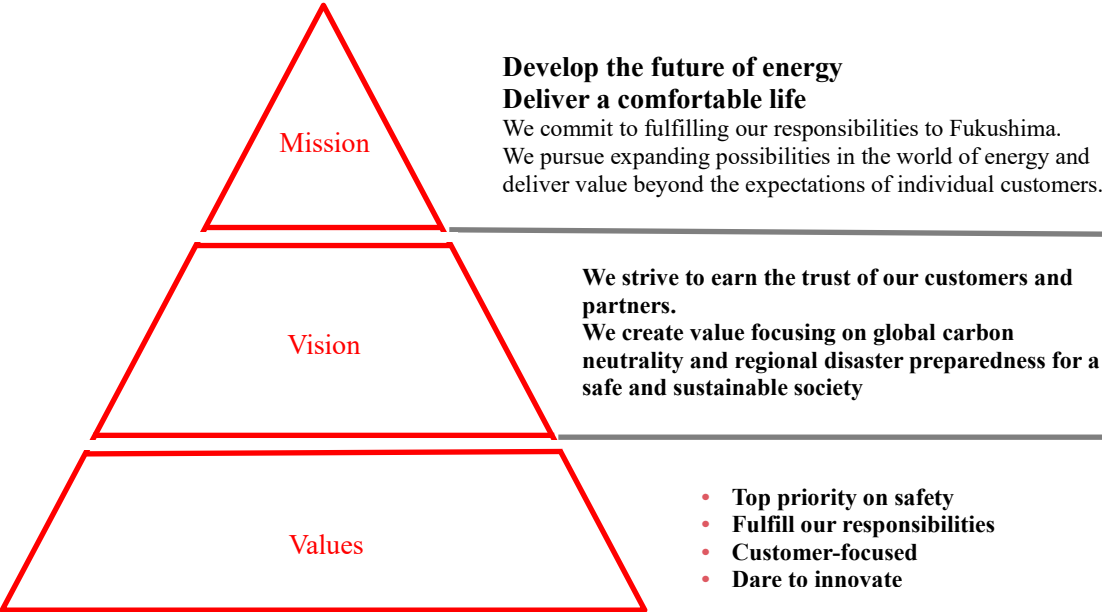 Mission
Develop the future of energy
Deliver a comfortable life
We commit to fulfilling our responsibilities to Fukushima.
We pursue expanding possibilities in the world of energy and
deliver value beyond the expectations of individual customers.
Vision
We strive to earn the trust of our customers and
partners.
We create value focusing on global carbon
neutrality and regional disaster preparedness for a
safe and sustainable society
Values
• Top priority on safety
• Fulfill our responsibilities
• Customer-focused
• Dare to innovate